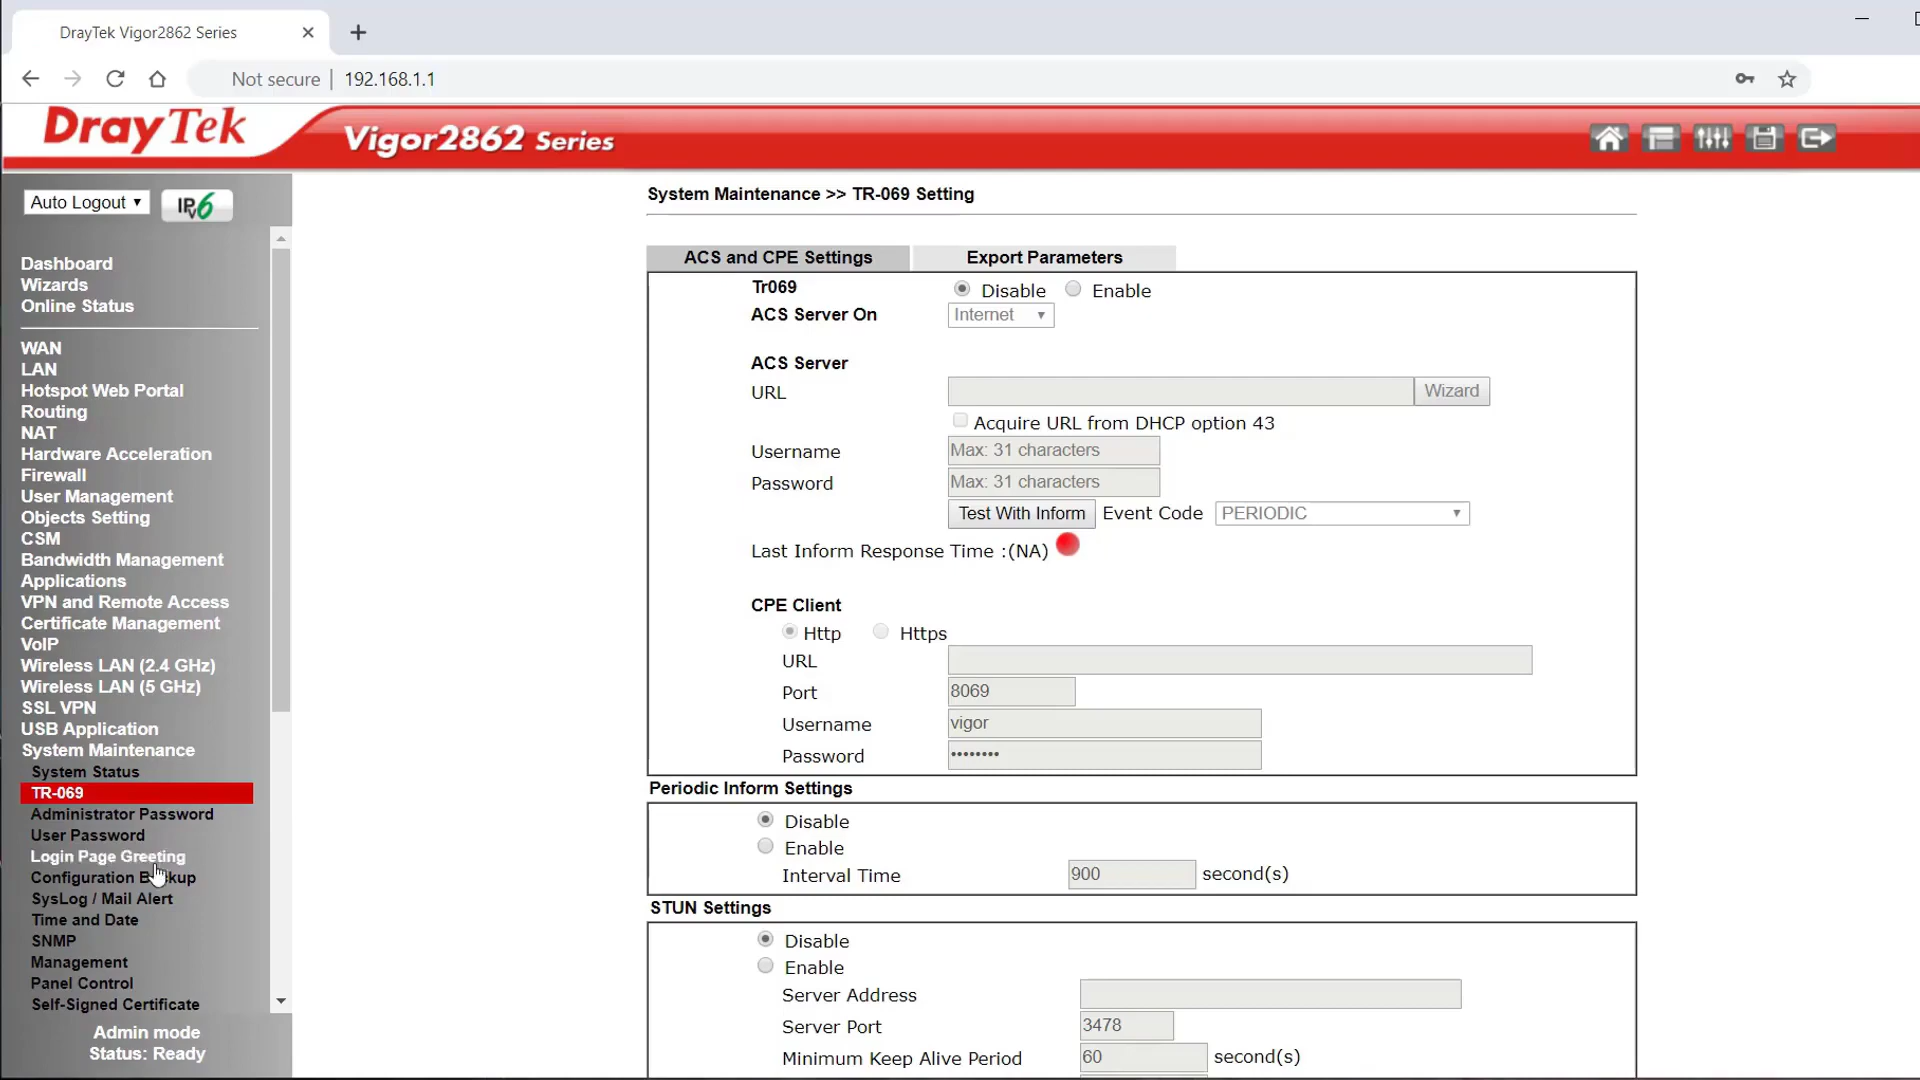 DrayTek Vigor2862 Series
Not secure | 192.168.1.1
DrayTek Vigor2862 Series
Auto Logout IPv6
Dashboard
Wizards
Online Status
WAN
LAN
Hotspot Web Portal
Routing
NAT
Hardware Acceleration
Firewall
User Management
Objects Setting
CSM
Bandwidth Management
Applications
VPN and Remote Access
Certificate Management
VoIP
Wireless LAN (2.4 GHz)
Wireless LAN (5 GHz)
SSL VPN
USB Application
System Maintenance
System Status
TR-069
Administrator Password
User Password
Login Page Greeting
Configuration Backup
SysLog / Mail Alert
Time and Date
SNMP
Management
Panel Control
Self-Signed Certificate
Admin mode
Status: Ready
System Maintenance >> TR-069 Setting
ACS and CPE Settings Export Parameters
Tr069 Disable Enable
ACS Server On Internet
ACS Server
URL Wizard
Acquire URL from DHCP option 43
Username Max: 31 characters
Password Max: 31 characters
Test With Inform Event Code PERIODIC
Last Inform Response Time :(NA)
CPE Client
Http Https
URL
Port 8069
Username vigor
Password ••••••••
Periodic Inform Settings
Disable
Enable
Interval Time 900 second(s)
STUN Settings
Disable
Enable
Server Address
Server Port 3478
Minimum Keep Alive Period 60 second(s)